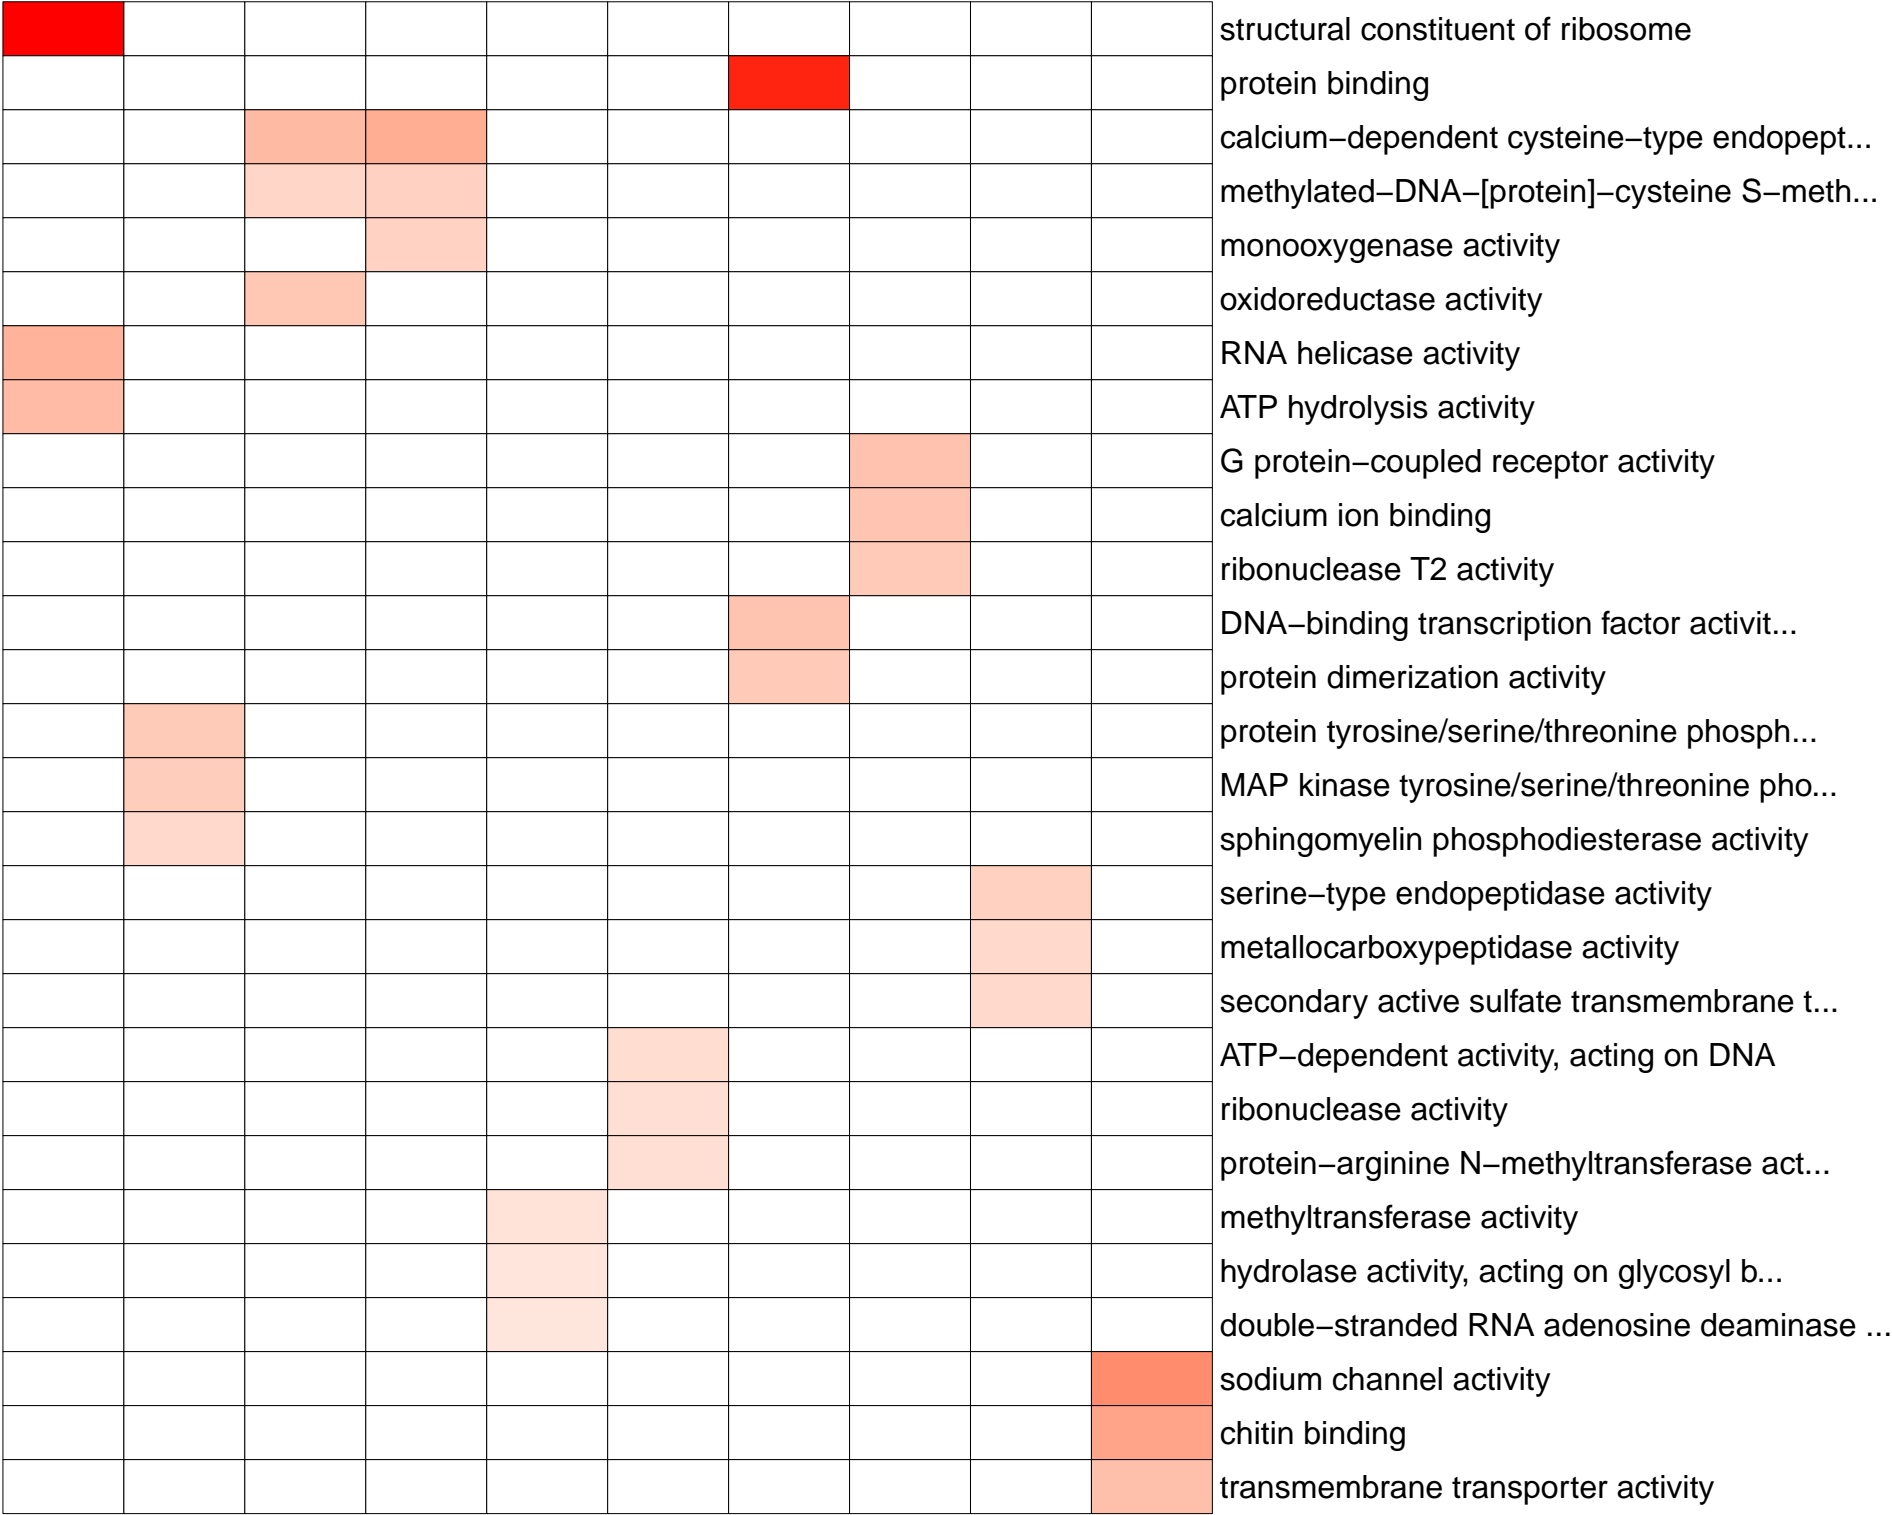 structural constituent of ribosome
protein binding
calcium−dependent cysteine−type endopept...
methylated−DNA−[protein]−cysteine S−meth...
monooxygenase activity
oxidoreductase activity
RNA helicase activity
ATP hydrolysis activity
G protein−coupled receptor activity
calcium ion binding
ribonuclease T2 activity
DNA−binding transcription factor activit...
protein dimerization activity
protein tyrosine/serine/threonine phosph...
MAP kinase tyrosine/serine/threonine pho...
sphingomyelin phosphodiesterase activity
serine−type endopeptidase activity
metallocarboxypeptidase activity
secondary active sulfate transmembrane t...
ATP−dependent activity, acting on DNA
ribonuclease activity
protein−arginine N−methyltransferase act...
methyltransferase activity
hydrolase activity, acting on glycosyl b...
double−stranded RNA adenosine deaminase ...
sodium channel activity
chitin binding
transmembrane transporter activity